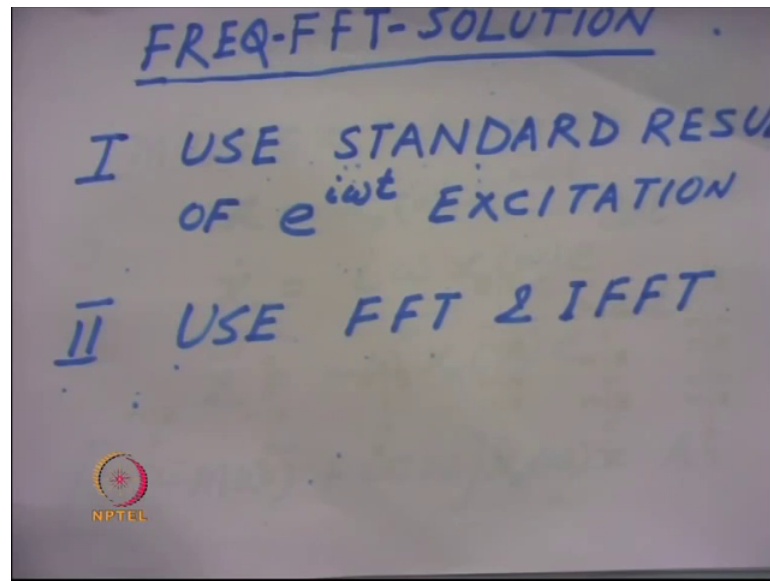 FREQ-FFT-SOLUTION
I USE STANDARD RESU
OF e^{iωt} EXCITATION
II USE FFT & IFFT
NPTEL